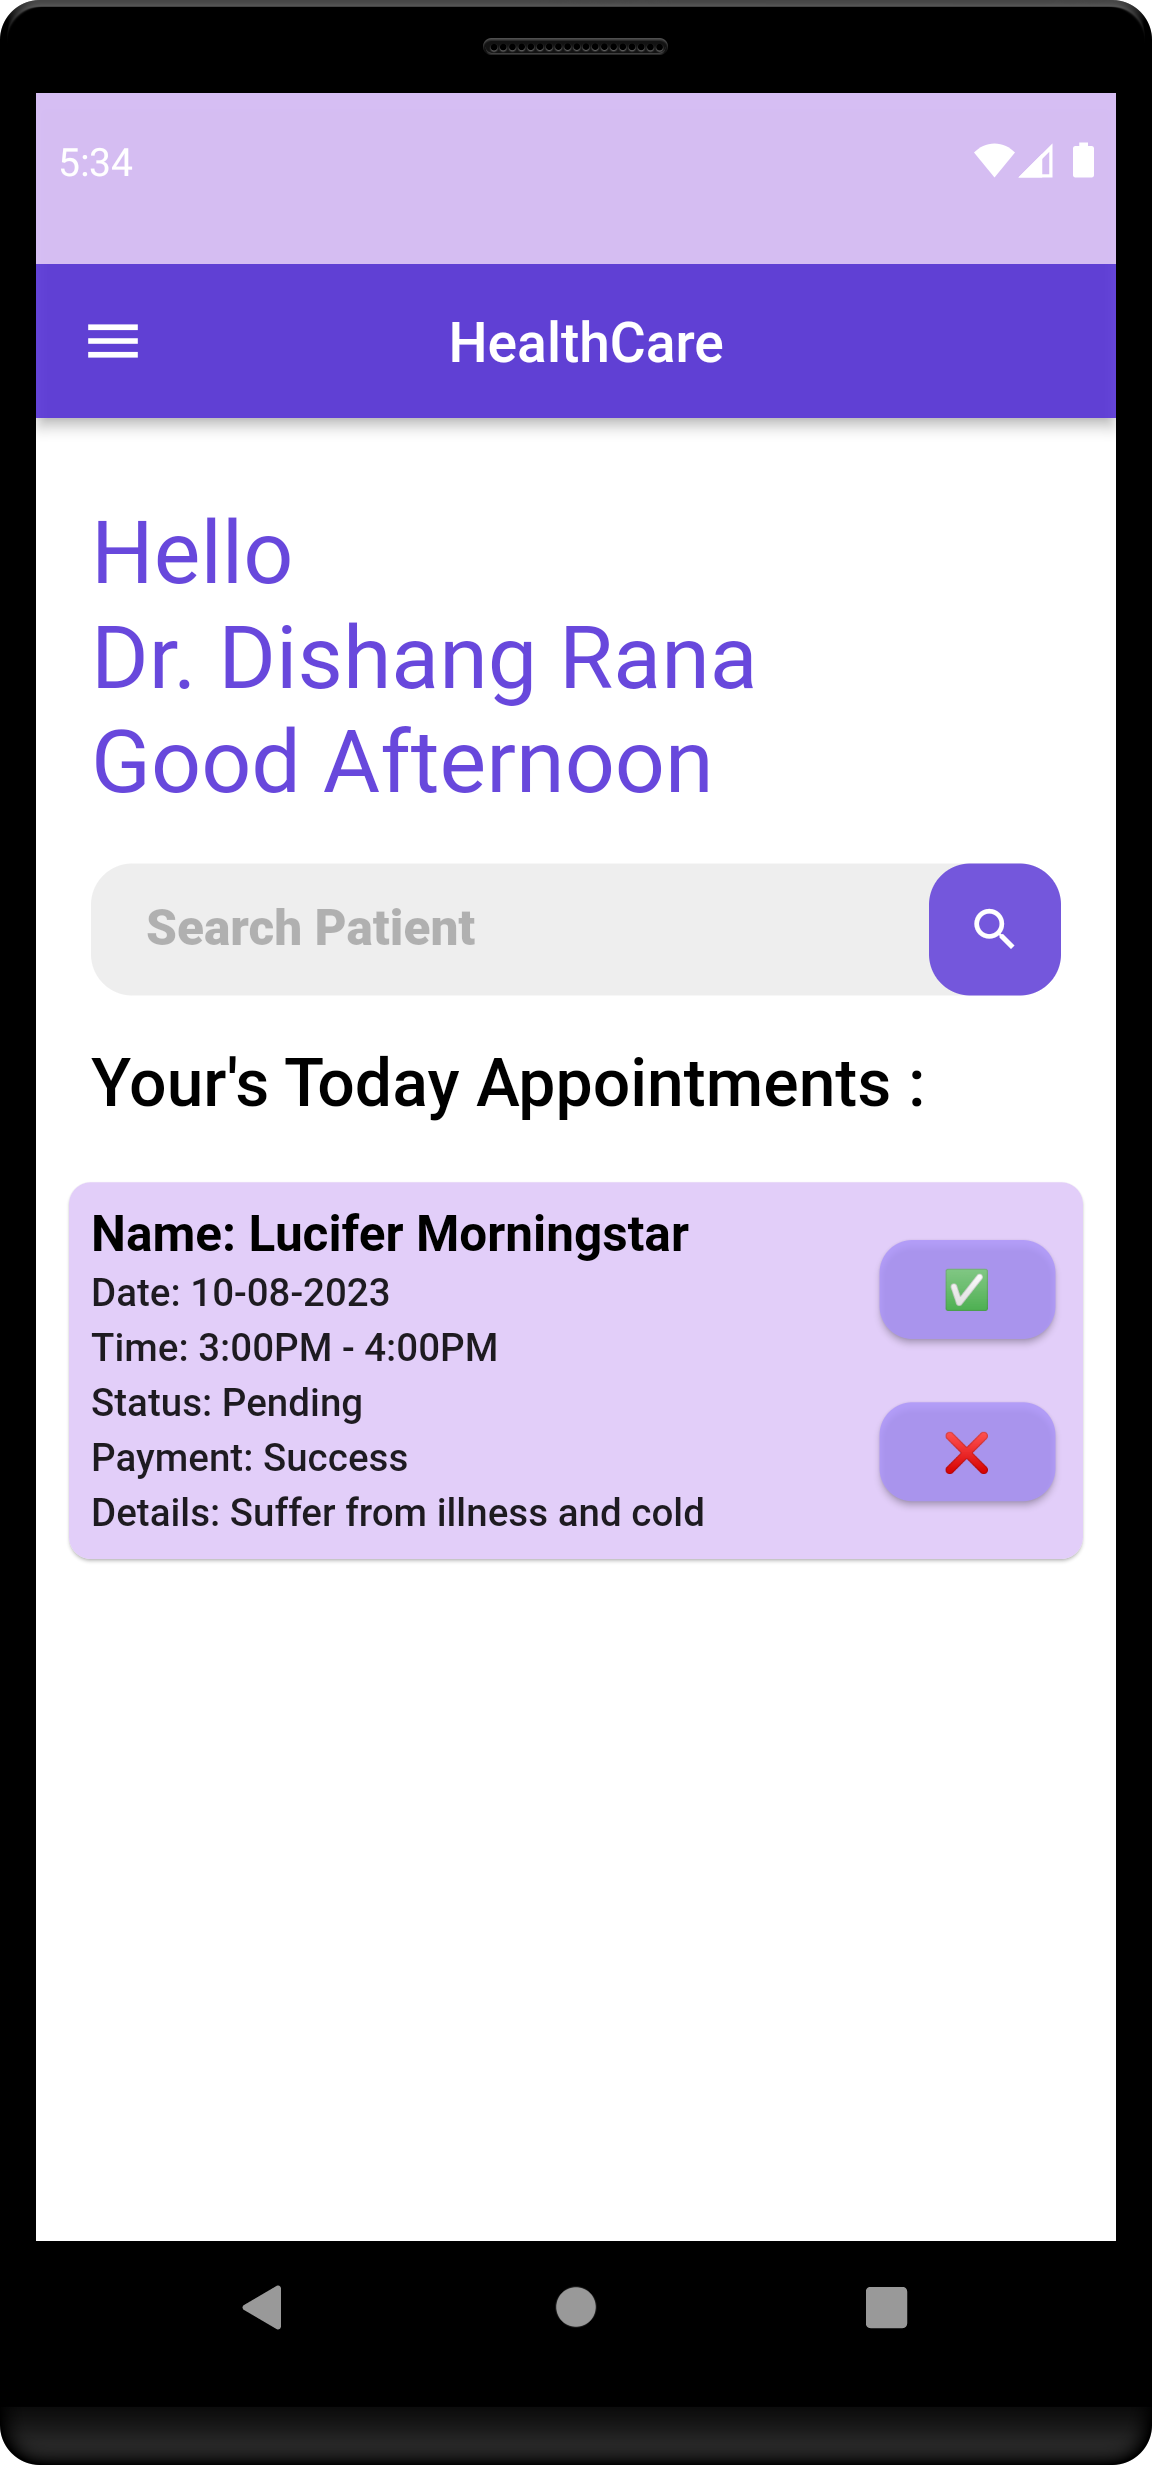 5:34
HealthCare
Hello
Dr. Dishang Rana
Good Afternoon
Search Patient
Your's Today Appointments :
Name: Lucifer Morningstar
Date: 10-08-2023
Time: 3:00PM - 4:00PM
Status: Pending
Payment: Success
Details: Suffer from illness and cold